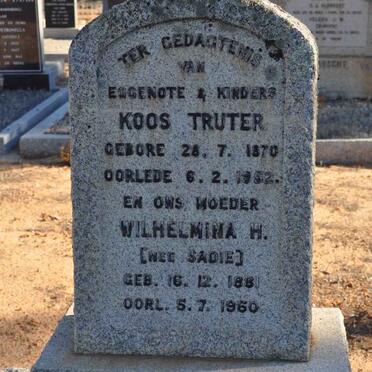 TER GEDAGTENIS
VAN
EGGENOTE & KINDERS
KOOS TRUTER
GEBORE 28. 7. 1870
OORLEDE 6. 2. 1952.
EN ONS MOEDER
WILHELMINA H.
[NEE SADIE]
GEB. 16. 12. 1881
OORL. 5. 7. 1960